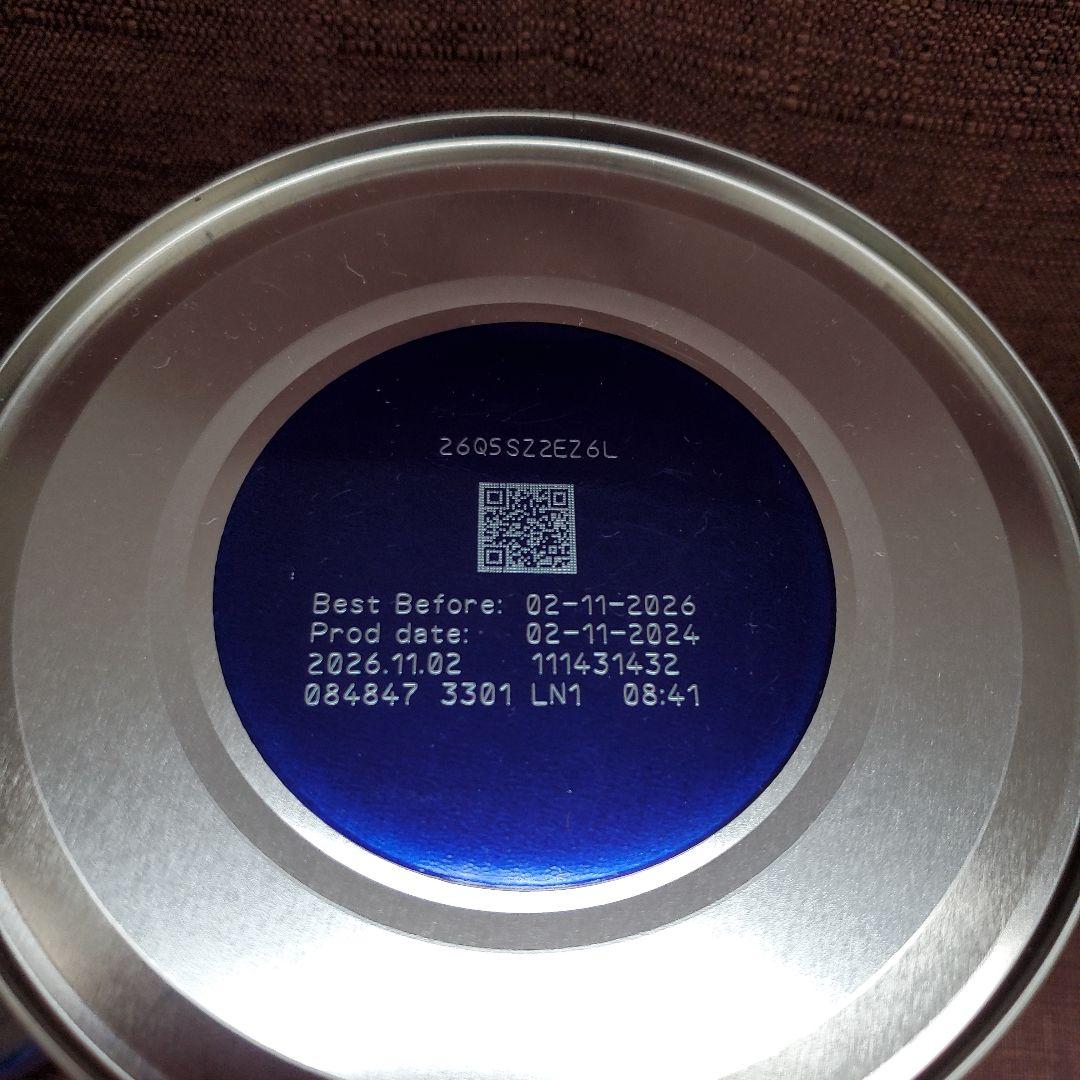 26Q5SZ2EZ6L
Best Before: 02-11-2026
Prod date: 02-11-2024
2026.11.02 111431432
084847 3301 LN1 08:41